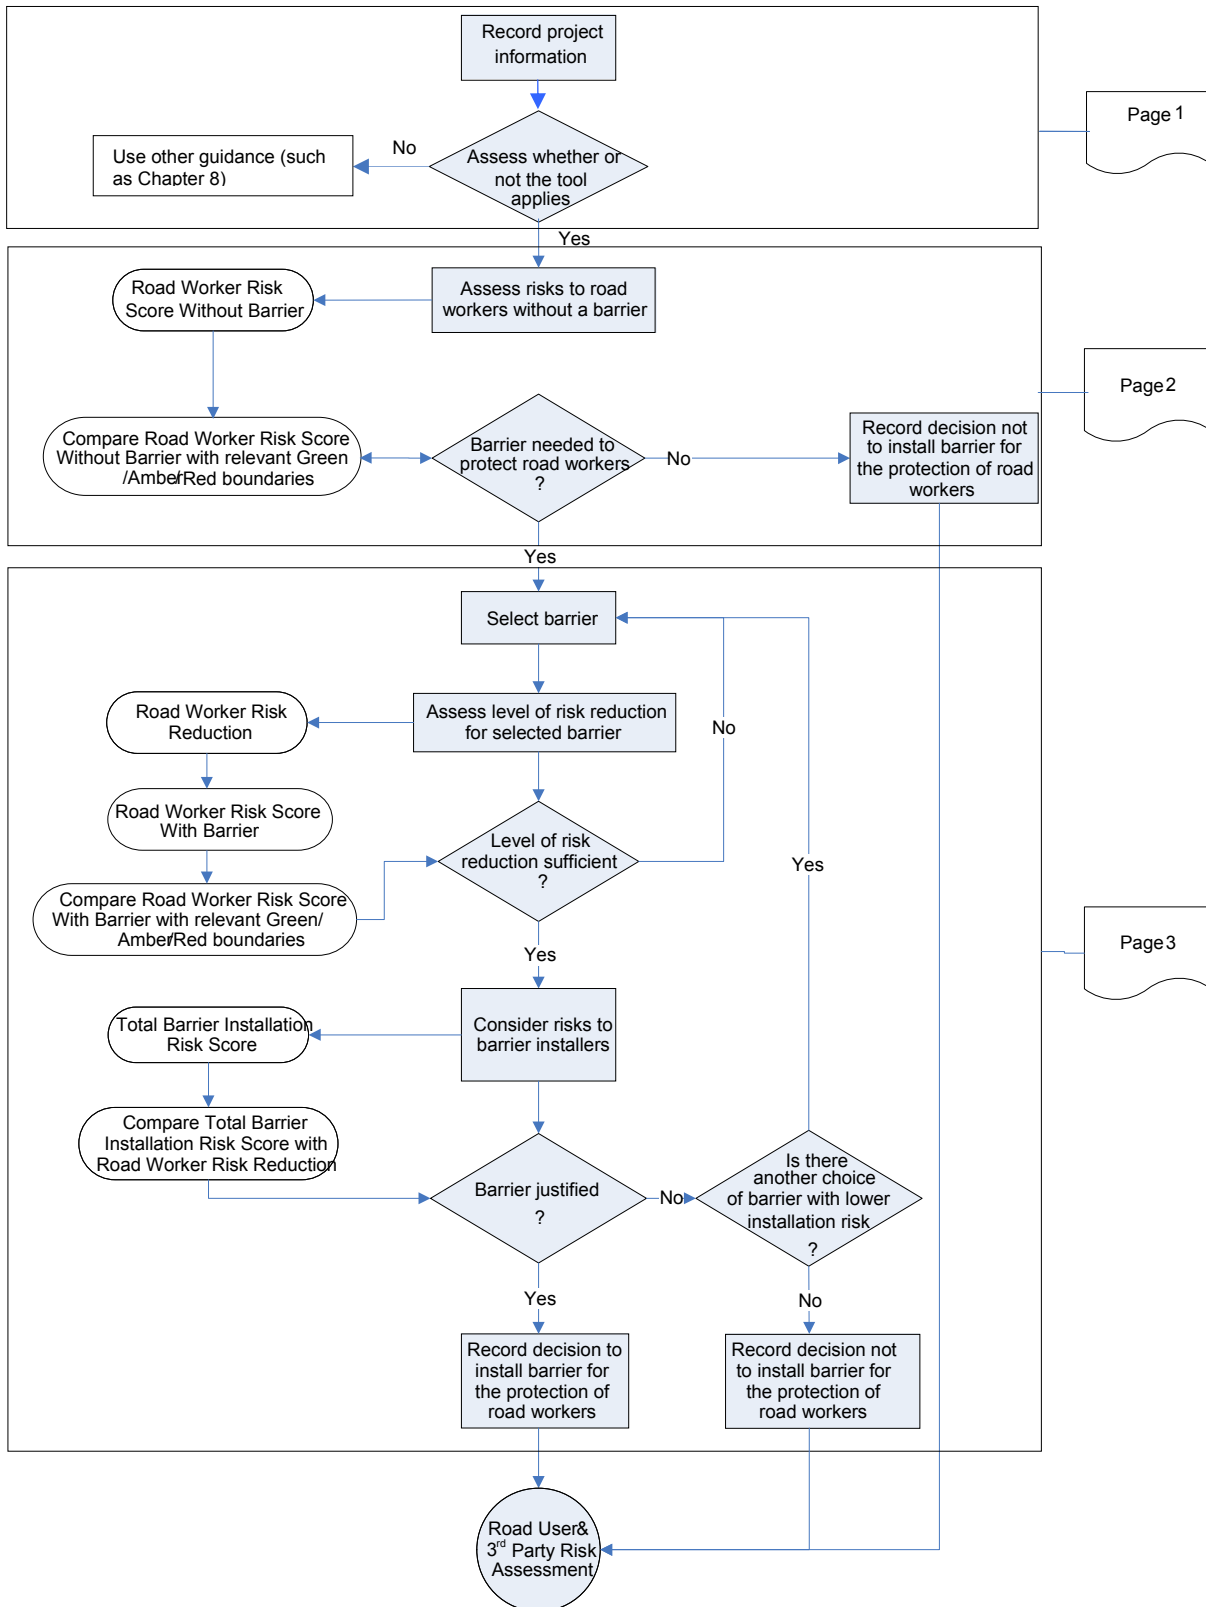 Record project
information
Page 1
Use other guidance (such
as Chapter 8)
No
Assess whether or
not the tool
applies
Yes
Road Worker Risk
Score Without Barrier
Assess risks to road
workers without a barrier
Page 2
Compare Road Worker Risk Score
Without Barrier with relevant Green
/Amber/Red boundaries
Barrier needed to
protect road workers
?
No
Record decision not
to install barrier for
the protection of road
workers
Yes
Select barrier
Road Worker Risk
Reduction
Assess level of risk reduction
for selected barrier
No
Road Worker Risk Score
With Barrier
Level of risk
reduction sufficient
?
Yes
Compare Road Worker Risk Score
With Barrier with relevant Green/
Amber/Red boundaries
Yes
Page 3
Total Barrier Installation
Risk Score
Consider risks to
barrier installers
Compare Total Barrier
Installation Risk Score with
Road Worker Risk Reduction
Barrier justified
?
No
Is there
another choice
of barrier with lower
installation risk
?
Yes
No
Record decision to
install barrier for
the protection of
road workers
Record decision not
to install barrier for
the protection of
road workers
Road User&
3rd Party Risk
Assessment